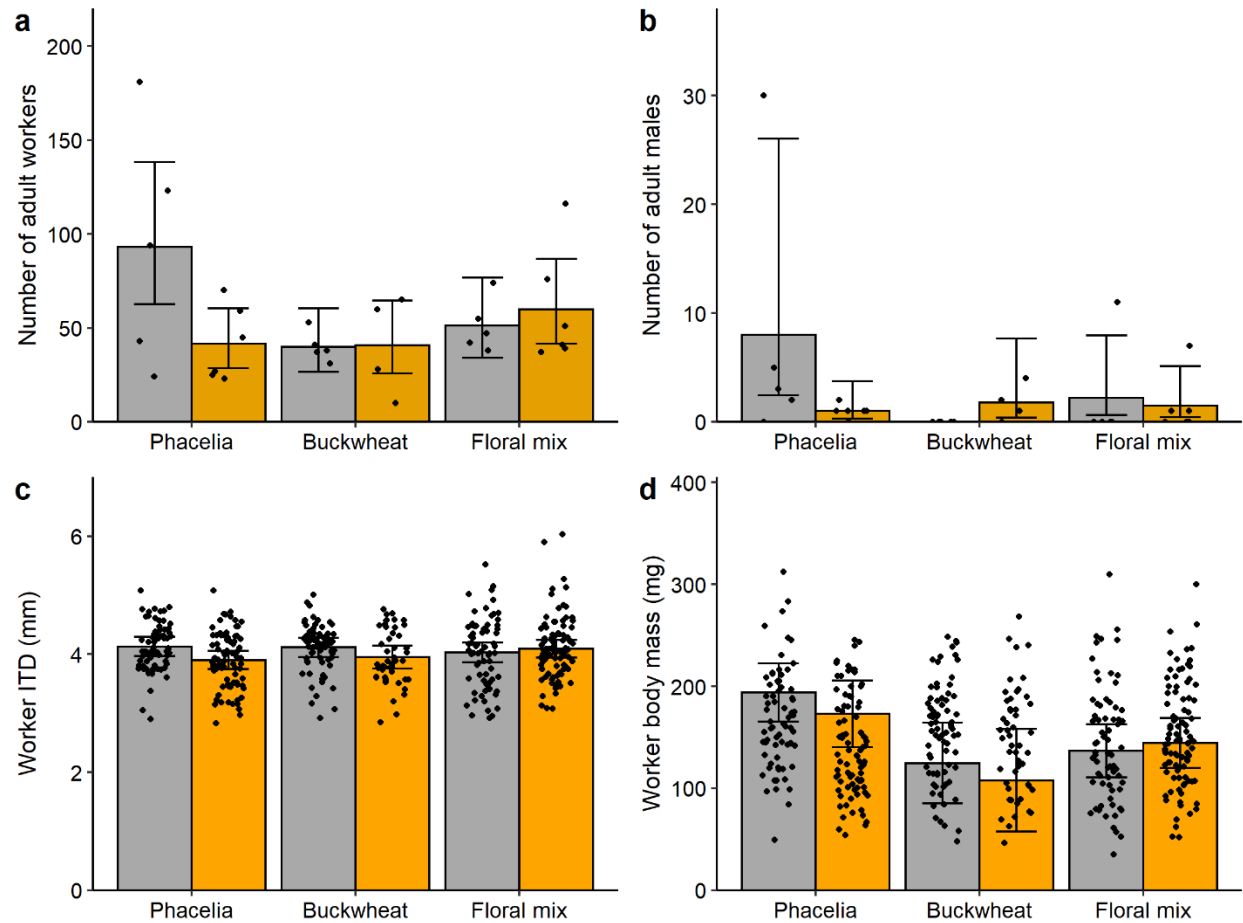 a
Number of adult workers
200
150
100
50
0
Phacelia Buckwheat Floral mix
b
Number of adult males
30
20
10
0
Phacelia Buckwheat Floral mix
c
Worker ITD (mm)
6
4
2
0
Phacelia Buckwheat Floral mix
d
Worker body mass (mg)
400
300
200
100
0
Phacelia Buckwheat Floral mix